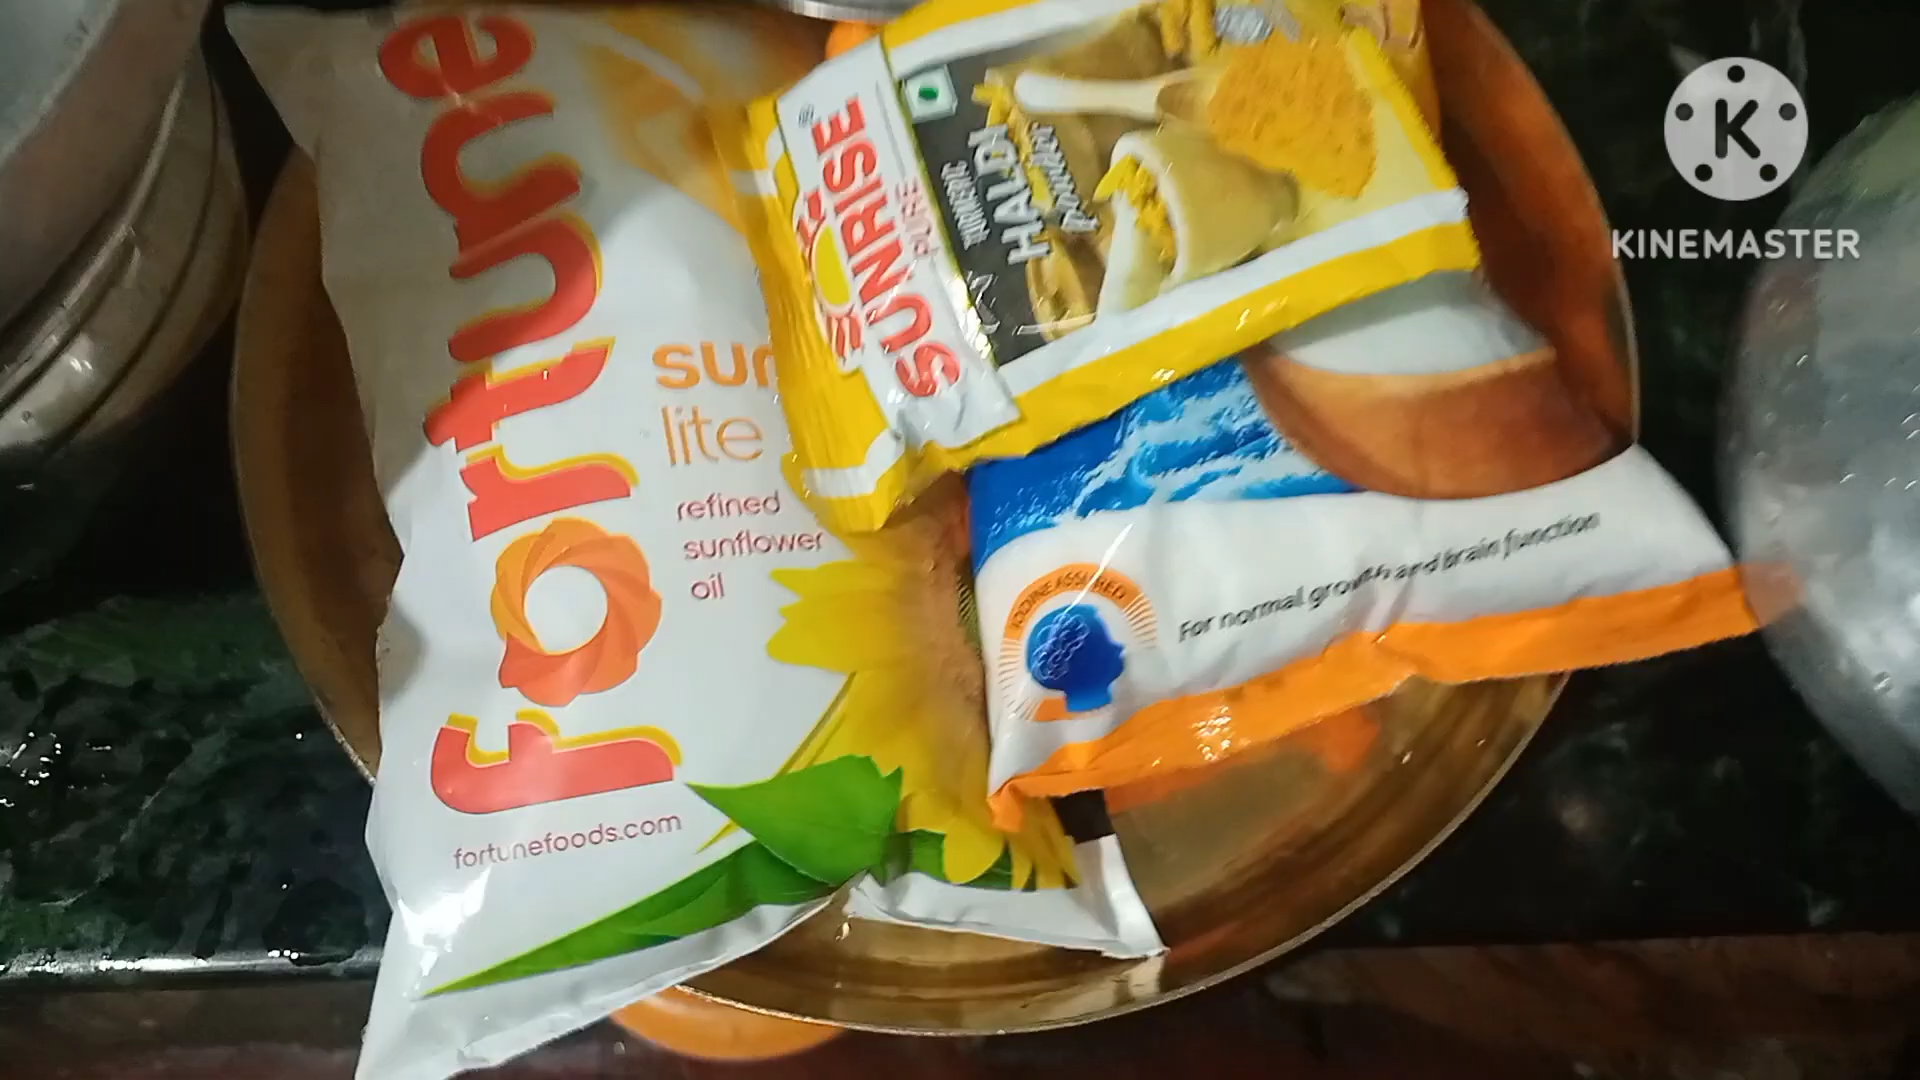 fortune
sun
lite
refined
sunflower
oil
fortunefoods.com
SUNRISE
PURE
TURMERIC
HALDI
Powder
IODINE ASSURED
For normal growth and brain function
K
KINEMASTER